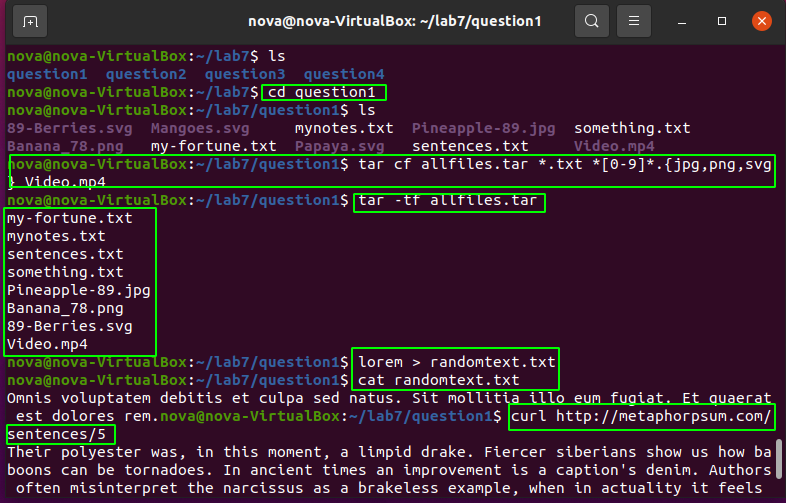 nova@nova-VirtualBox: ~/lab7/question1
nova@nova-VirtualBox:~/lab7$ ls
question1 question2 question3 question4
nova@nova-VirtualBox:~/lab7$ cd question1
nova@nova-VirtualBox:~/lab7/question1$ ls
89-Berries.svg Mangoes.svg mynotes.txt Pineapple-89.jpg something.txt
Banana_78.png my-fortune.txt Papaya.svg sentences.txt Video.mp4
nova@nova-VirtualBox:~/lab7/question1$ tar cf allfiles.tar *.txt *[0-9]*.{jpg,png,svg
} Video.mp4
nova@nova-VirtualBox:~/lab7/question1$ tar -tf allfiles.tar
my-fortune.txt
mynotes.txt
sentences.txt
something.txt
Pineapple-89.jpg
Banana_78.png
89-Berries.svg
Video.mp4
nova@nova-VirtualBox:~/lab7/question1$ lorem > randomtext.txt
nova@nova-VirtualBox:~/lab7/question1$ cat randomtext.txt
Omnis voluptatem debitis et culpa sed natus. Sit mollitia illo eum fugiat. Et quaerat
est dolores rem.nova@nova-VirtualBox:~/lab7/question1$ curl http://metaphorpsum.com/
sentences/5
Their polyester was, in this moment, a limpid drake. Fiercer siberians show us how ba
boons can be tornadoes. In ancient times an improvement is a caption's denim. Authors
often misinterpret the narcissus as a brakeless example, when in actuality it feels